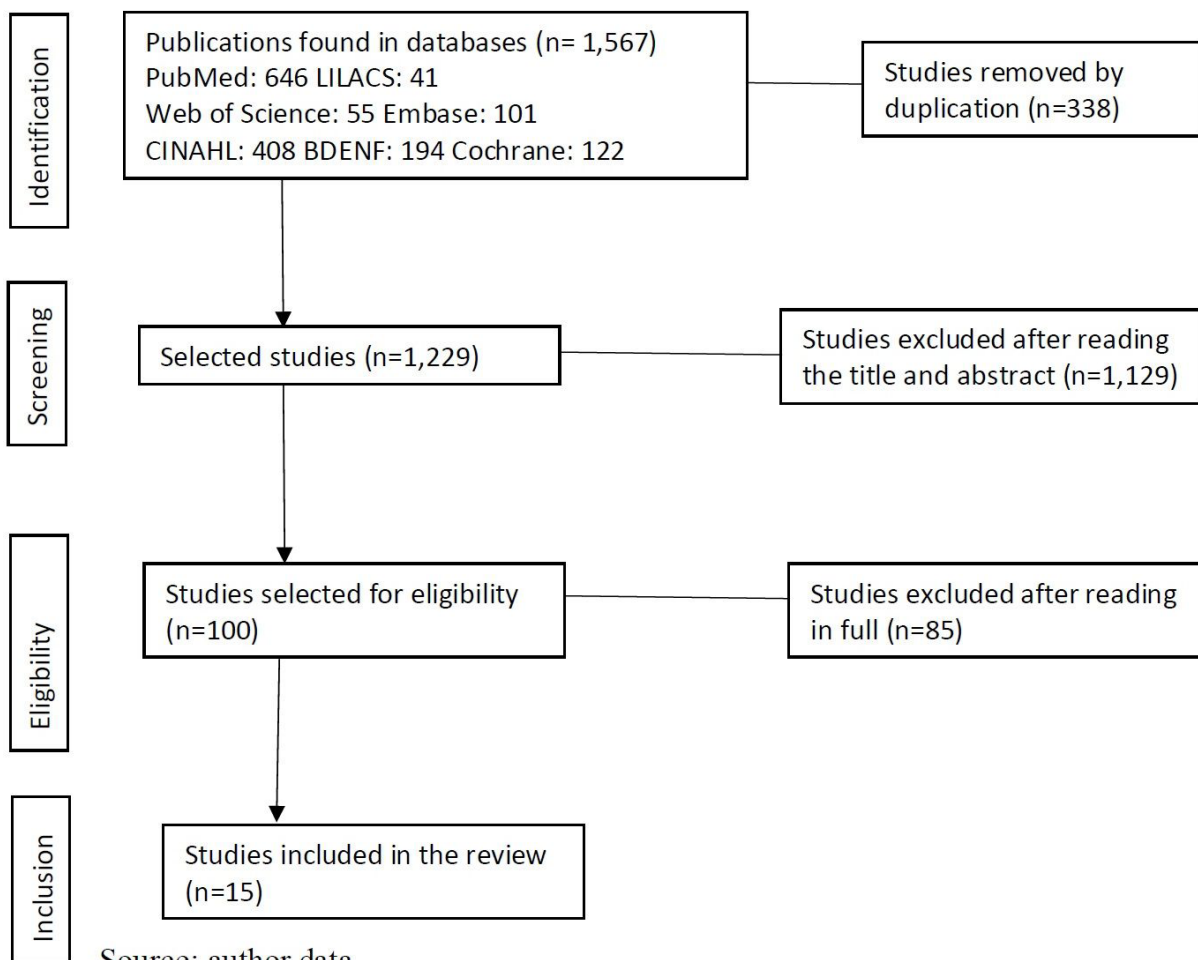 Identification
Publications found in databases (n= 1,567)
PubMed: 646 LILACS: 41
Web of Science: 55 Embase: 101
CINAHL: 408 BDENF: 194 Cochrane: 122
Studies removed by
duplication (n=338)
Screening
Selected studies (n=1,229)
Studies excluded after reading
the title and abstract (n=1,129)
Eligibility
Studies selected for eligibility
(n=100)
Studies excluded after reading
in full (n=85)
Inclusion
Studies included in the review
(n=15)
Source: author data